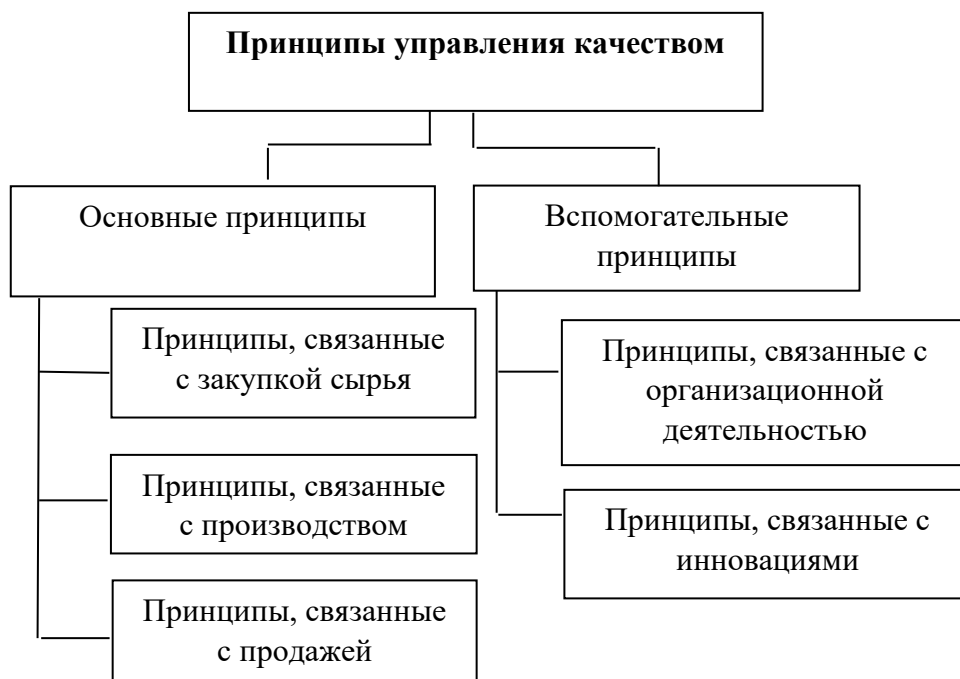 Принципы управления качеством
Основные принципы
Вспомогательные
принципы
Принципы, связанные
с закупкой сырья
Принципы, связанные
с производством
Принципы, связанные
с продажей
Принципы, связанные с
организационной
деятельностью
Принципы, связанные с
инновациями